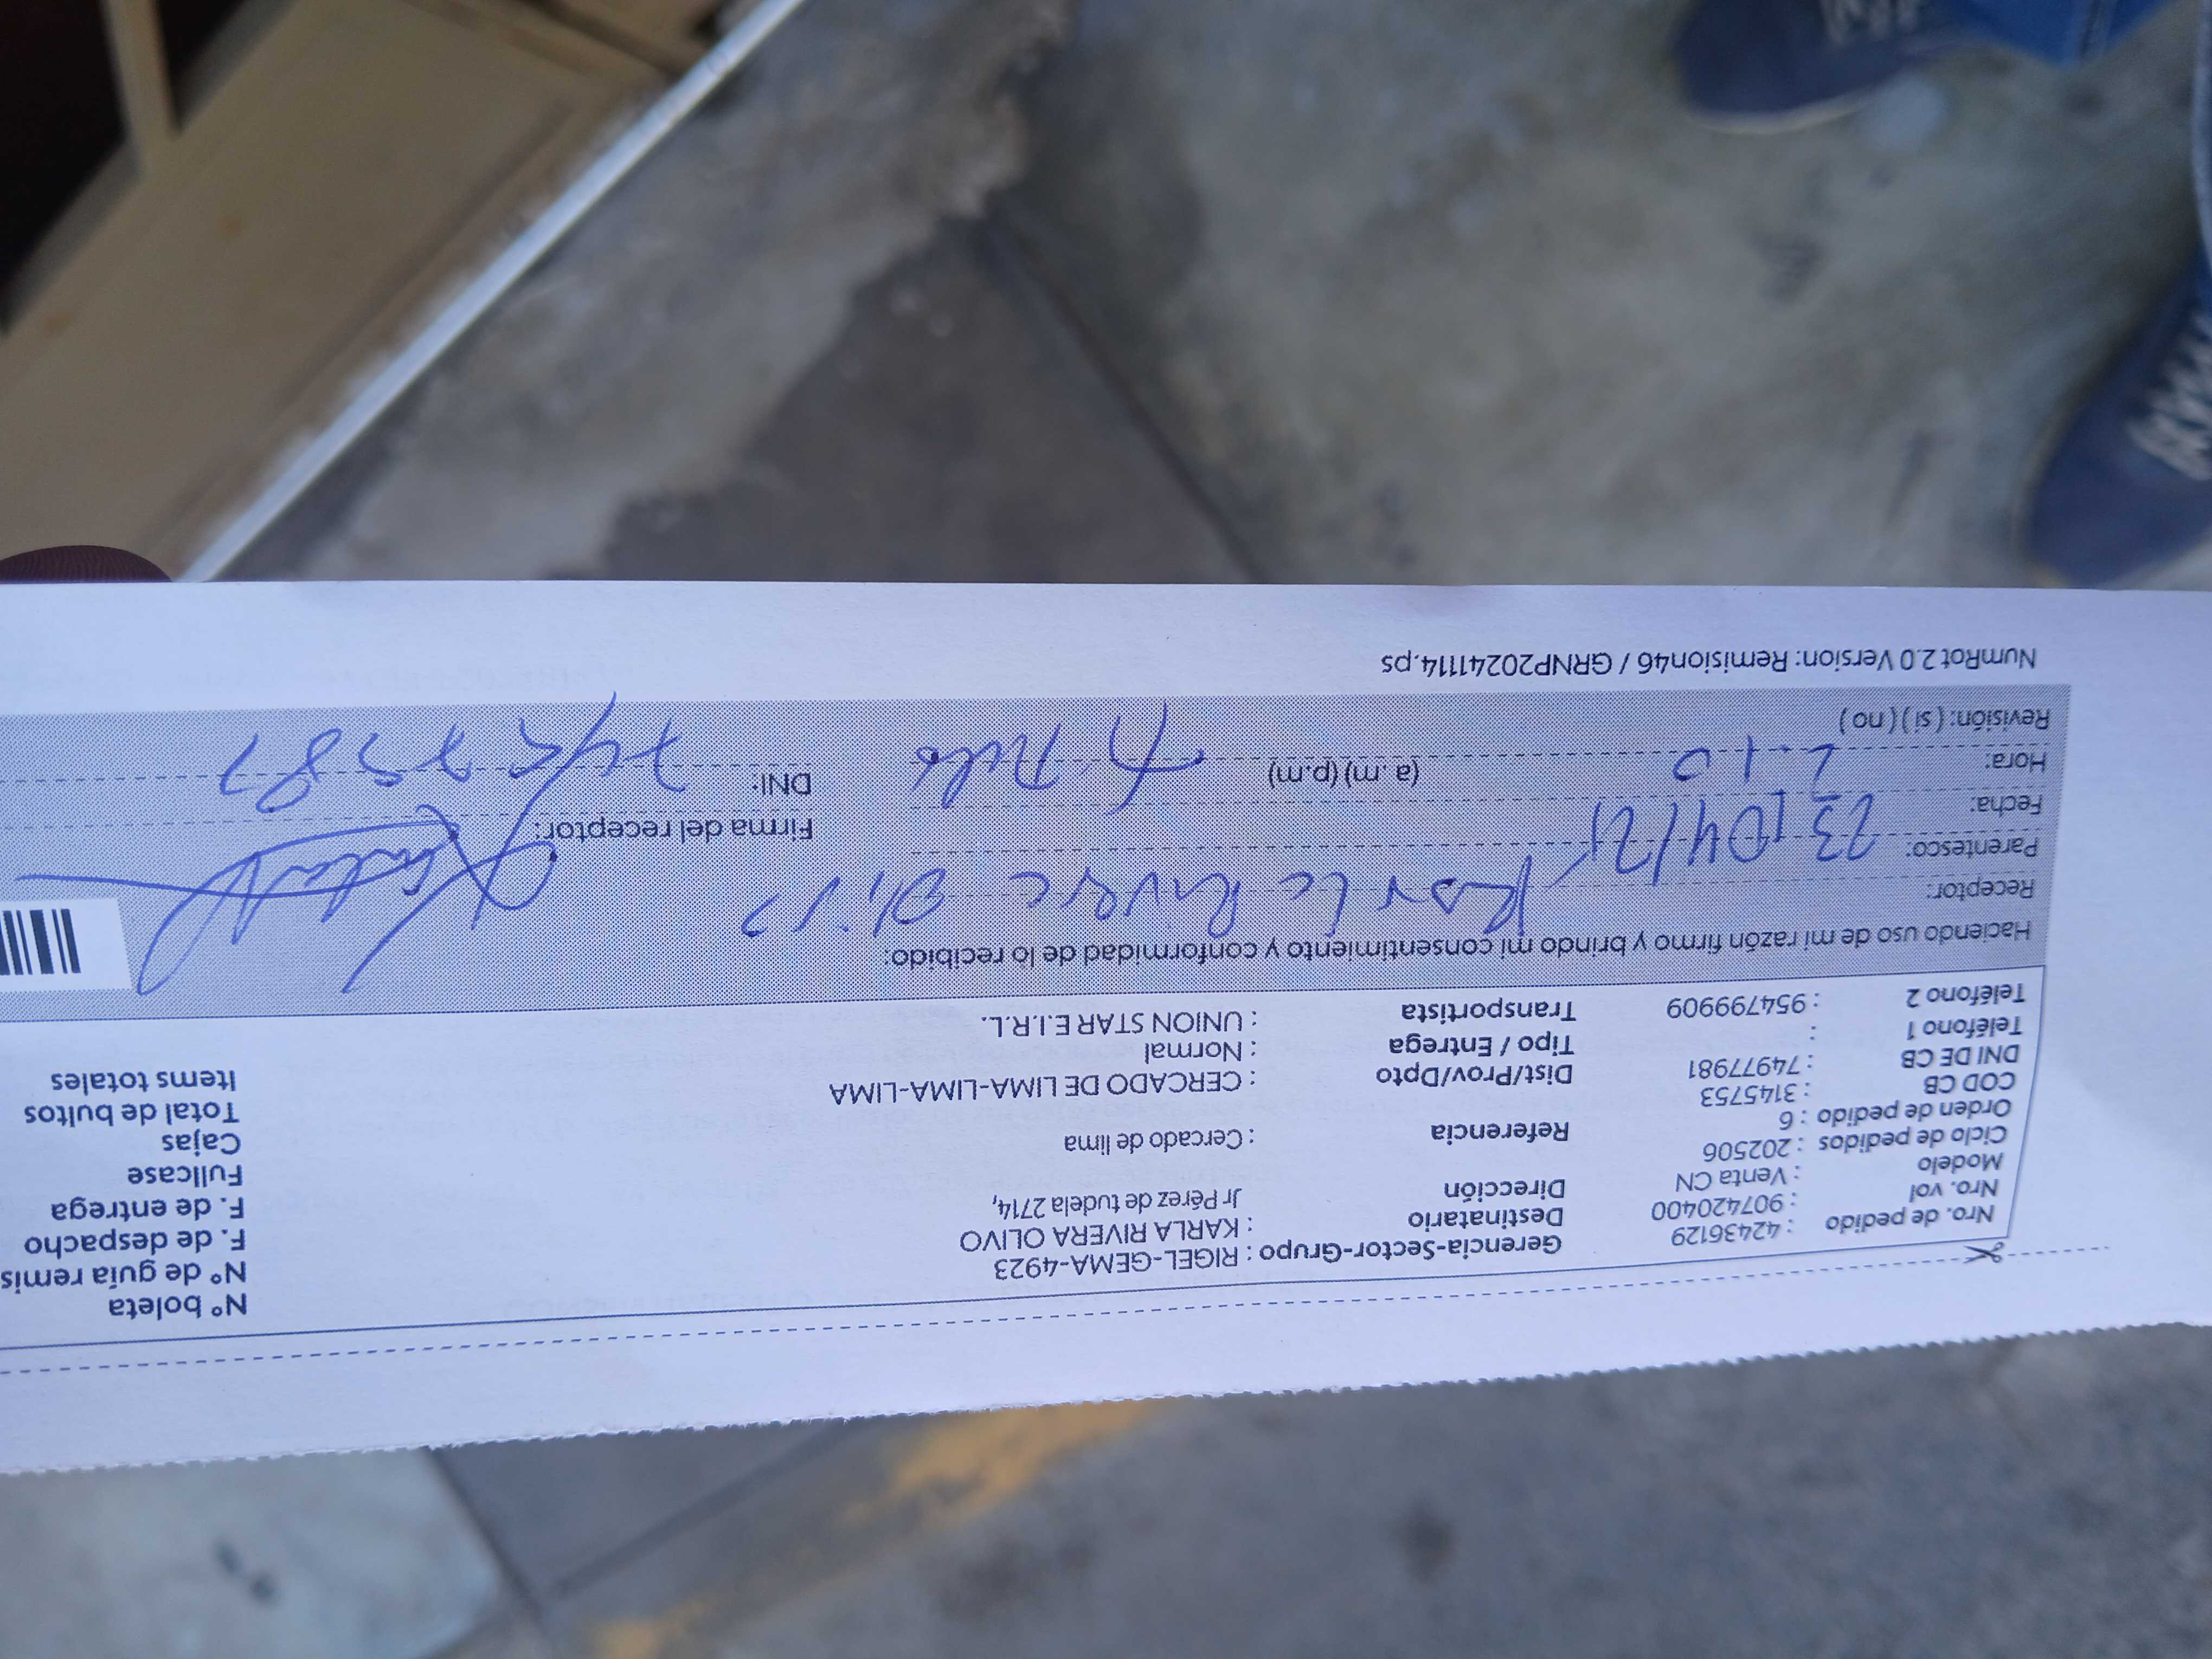 Nro. de pedido : 42436129 Gerencia-Sector-Grupo : RIGEL-GEMA-4923 N° boleta
Nro. vol : 907420400 Destinatario : KARLA RIVERA OLIVO N° de guía remis
Modelo : Venta CN Dirección Jr Pérez de tudela 2714, F. de despacho
Ciclo de pedidos : 202506 F. de entrega
Orden de pedido : 6 Referencia : Cercado de lima Fullcase
COD CB : 3145753 Cajas
DNI DE CB : 74977981 Dist/Prov/Dpto : CERCADO DE LIMA-LIMA-LIMA Total de bultos
Teléfono 1 : Tipo / Entrega : Normal Items totales
Teléfono 2 : 954799909 Transportista : UNION STAR E.I.R.L.
Haciendo uso de mi razón firmo y brindo mi consentimiento y conformidad de lo recibido:
Receptor: Karla Rivera
Parentesco:
Firma del receptor:
Fecha: 23/04/25
Hora: 2.10 (a.m) (p.m) DNI:
Revisión: ( si ) ( no )
NumRot 2.0 Version: Remision46 / GRNP20241114.ps